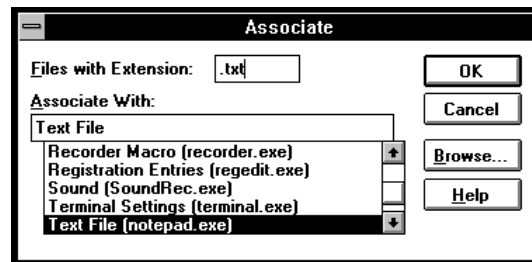 Associate
Files with Extension: .txt
OK
Associate With:
Cancel
Text File
Recorder Macro (recorder.exe)
Registration Entries (regedit.exe)
Browse...
Sound (SoundRec.exe)
Terminal Settings (terminal.exe)
Help
Text File (notepad.exe)